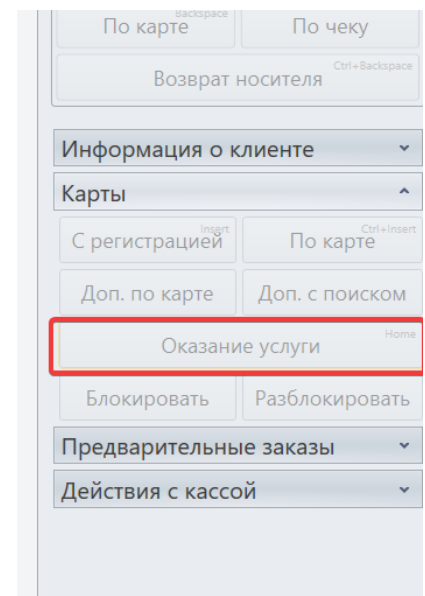 Backspace
По карте По чеку
Ctrl+Backspace
Возврат носителя
Информация о клиенте
Карты
Insert Ctrl+Insert
С регистрацией По карте
Доп. по карте Доп. с поиском
Home
Оказание услуги
Блокировать Разблокировать
Предварительные заказы
Действия с кассой